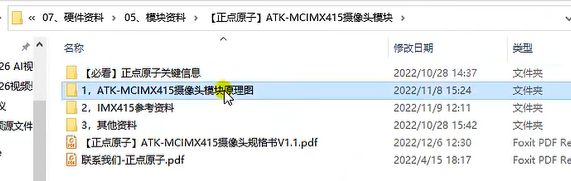 « 07、硬件资料 › 05、模块资料 › 【正点原子】ATK-MCIMX415摄像头模块 ›
名称 修改日期 类型
【必看】正点原子关键信息 2022/10/28 14:37 文件夹
1，ATK-MCIMX415摄像头模块原理图 2022/11/8 15:24 文件夹
2，IMX415参考资料 2022/11/9 12:11 文件夹
3，其他资料 2022/10/28 15:42 文件夹
【正点原子】ATK-MCIMX415摄像头规格书V1.1.pdf 2022/12/6 12:30 Foxit PDF Re
联系我们-正点原子.pdf 2022/4/15 18:17 Foxit PDF Re
26 AI视
26视频
源文件